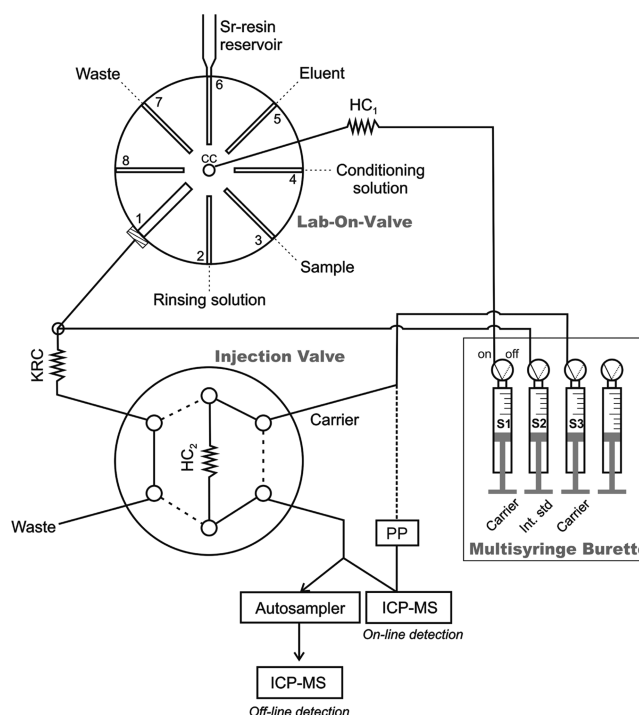 Sr-resin
reservoir
Waste
Eluent
6
7
5
HC1
CC
8
4
Conditioning
solution
1
Lab-On-Valve
2
3
Sample
Rinsing solution
KRC
Injection Valve
on
off
Carrier
S1
S2
S3
HC2
Carrier
Int. std
Carrier
Waste
PP
Multisyringe Burette
Autosampler
ICP-MS
On-line detection
ICP-MS
Off-line detection